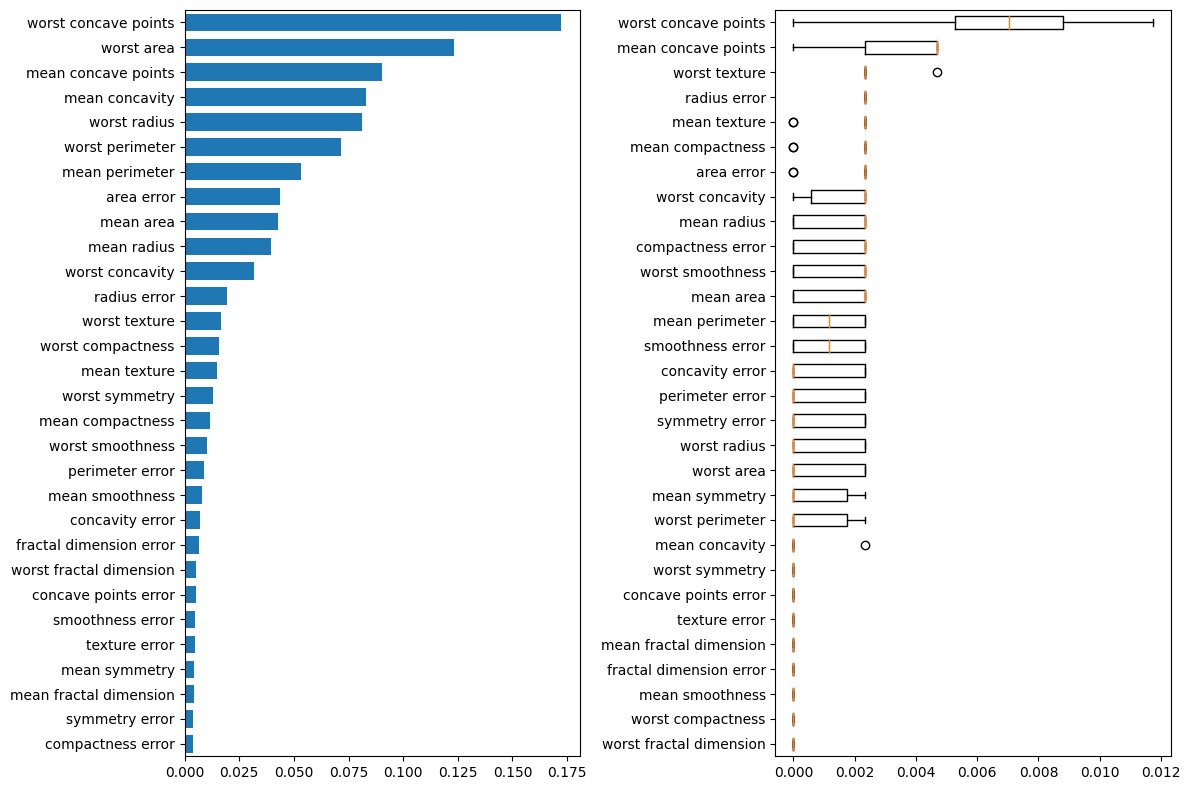 worst concave points
worst area
mean concave points
mean concavity
worst radius
worst perimeter
mean perimeter
area error
mean area
mean radius
worst concavity
radius error
worst texture
worst compactness
mean texture
worst symmetry
mean compactness
worst smoothness
perimeter error
mean smoothness
concavity error
fractal dimension error
worst fractal dimension
concave points error
smoothness error
texture error
mean symmetry
mean fractal dimension
symmetry error
compactness error
0.000 0.025 0.050 0.075 0.100 0.125 0.150 0.175
worst concave points
mean concave points
worst texture
radius error
mean texture
mean compactness
area error
worst concavity
mean radius
compactness error
worst smoothness
mean area
mean perimeter
smoothness error
concavity error
perimeter error
symmetry error
worst radius
worst area
mean symmetry
worst perimeter
mean concavity
worst symmetry
concave points error
texture error
mean fractal dimension
fractal dimension error
mean smoothness
worst compactness
worst fractal dimension
0.000 0.002 0.004 0.006 0.008 0.010 0.012